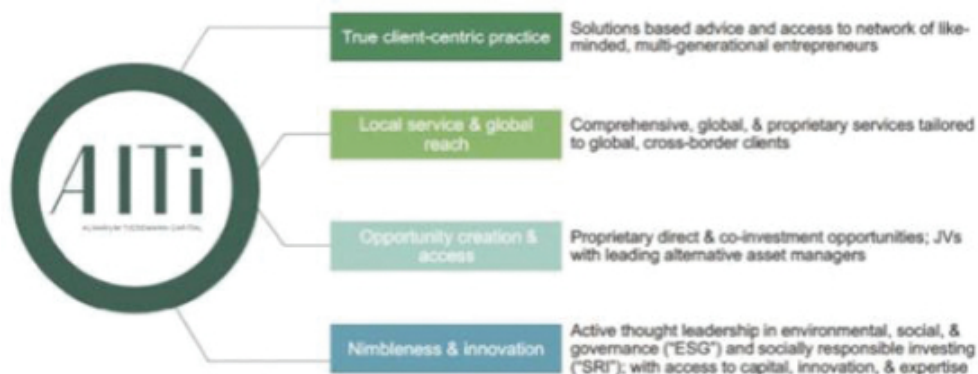 True client-centric practice
Solutions based advice and access to network of like-
minded, multi-generational entrepreneurs
AlTi
ALVARIUM TIEDEMANN CAPITAL
Local service & global
reach
Comprehensive, global, & proprietary services tailored
to global, cross-border clients
Opportunity creation &
access
Proprietary direct & co-investment opportunities; JVs
with leading alternative asset managers
Nimbleness & innovation
Active thought leadership in environmental, social, &
governance ("ESG") and socially responsible investing
("SRI"); with access to capital, innovation, & expertise